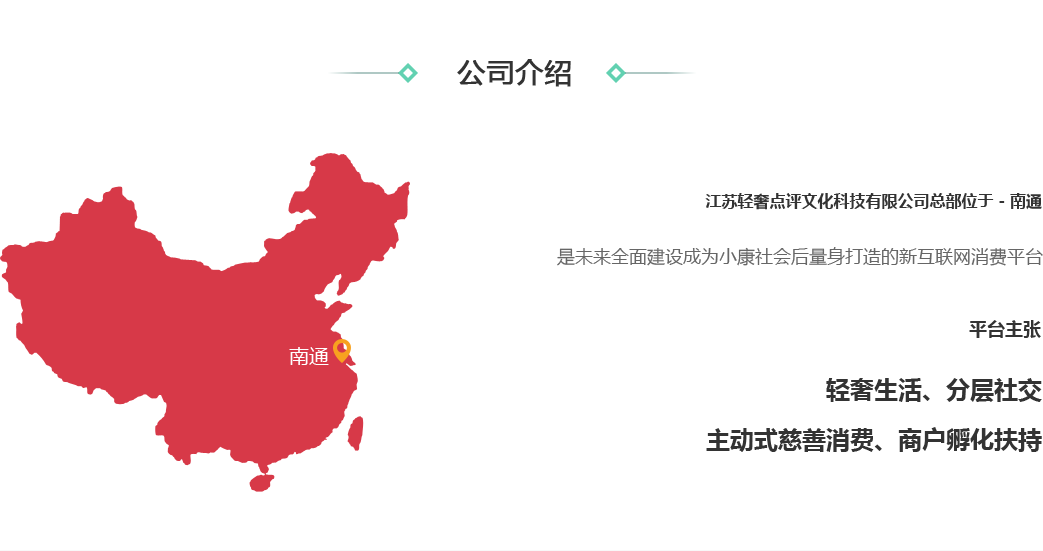 公司介绍
江苏轻奢点评文化科技有限公司总部位于 - 南通
是未来全面建设成为小康社会后量身打造的新互联网消费平台
平台主张
南通
轻奢生活、分层社交
主动式慈善消费、商户孵化扶持